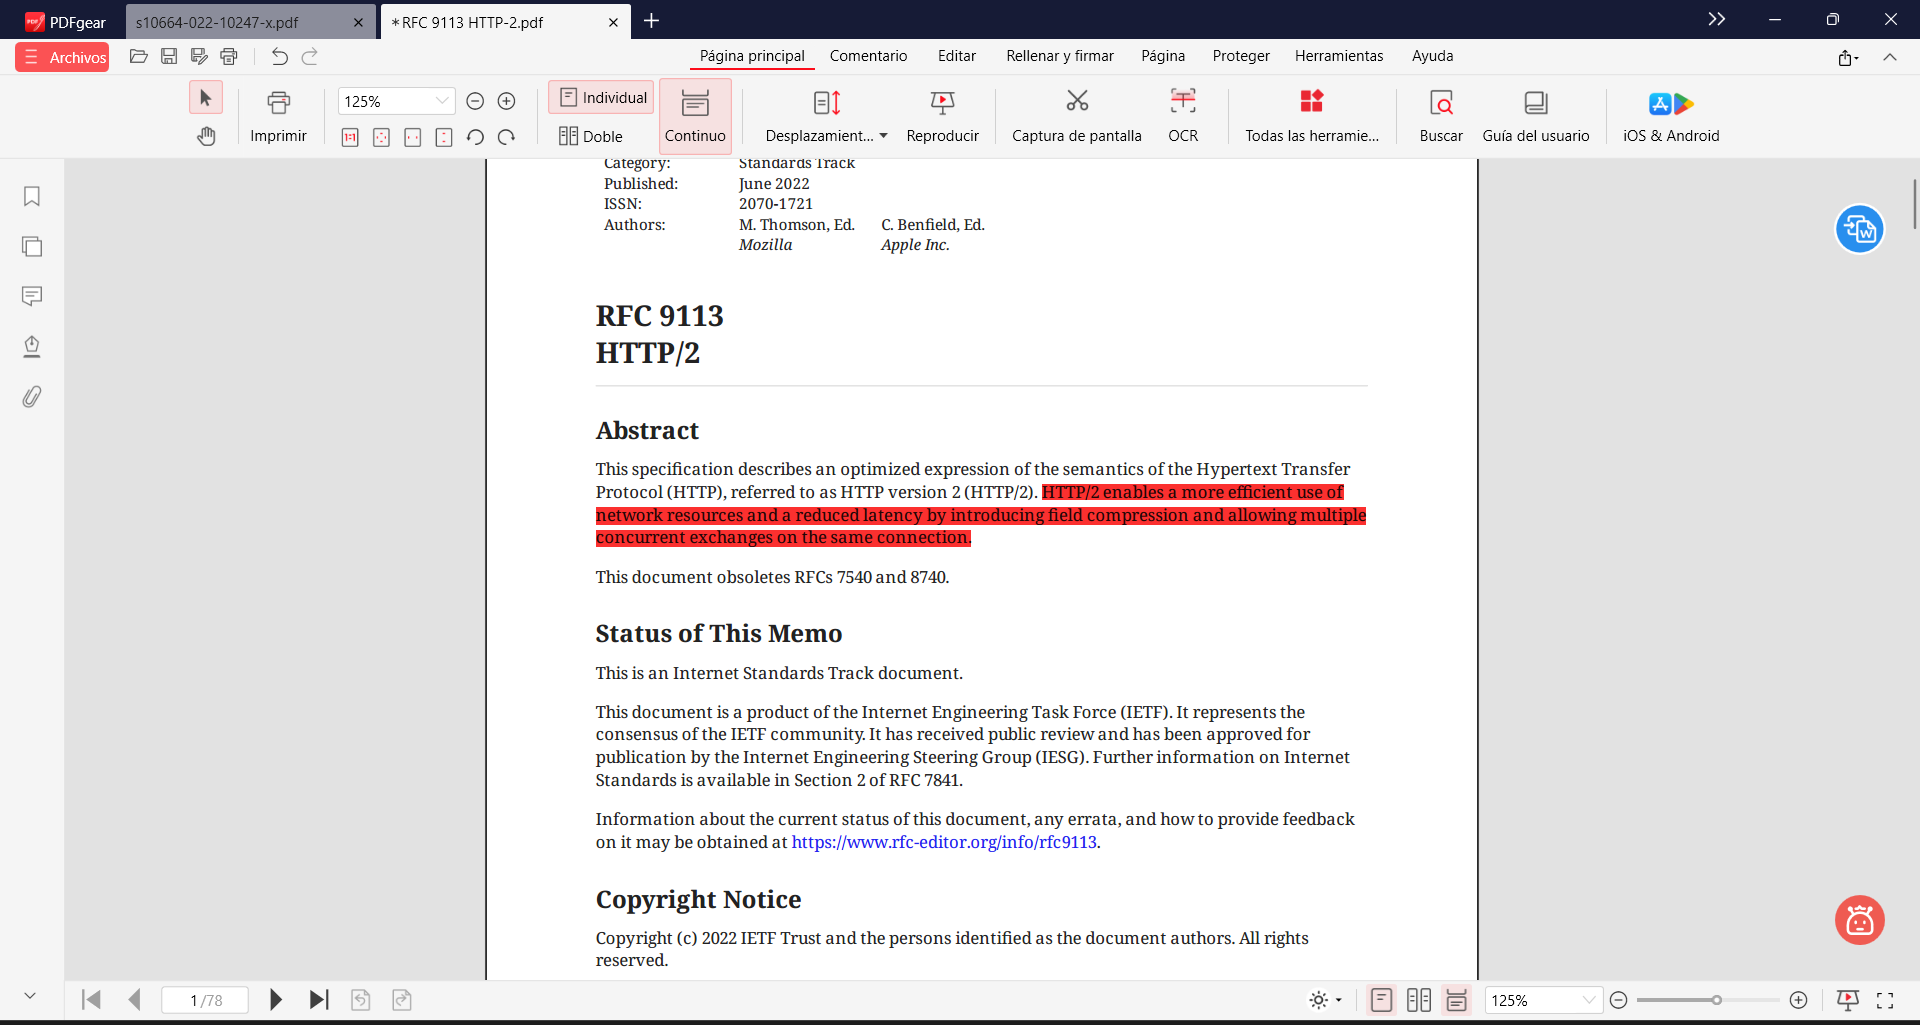 PDFgear
s10664-022-10247-x.pdf
*RFC 9113 HTTP-2.pdf
Archivos
Página principal
Comentario
Editar
Rellenar y firmar
Página
Proteger
Herramientas
Ayuda
Imprimir
125%
1:1
Individual
Doble
Continuo
Desplazamient...
Reproducir
Captura de pantalla
OCR
Todas las herramie...
Buscar
Guía del usuario
iOS & Android
Category: Standards Track
Published: June 2022
ISSN: 2070-1721
Authors: M. Thomson, Ed. C. Benfield, Ed.
Mozilla Apple Inc.
RFC 9113
HTTP/2
Abstract
This specification describes an optimized expression of the semantics of the Hypertext Transfer
Protocol (HTTP), referred to as HTTP version 2 (HTTP/2). HTTP/2 enables a more efficient use of
network resources and a reduced latency by introducing field compression and allowing multiple
concurrent exchanges on the same connection.
This document obsoletes RFCs 7540 and 8740.
Status of This Memo
This is an Internet Standards Track document.
This document is a product of the Internet Engineering Task Force (IETF). It represents the
consensus of the IETF community. It has received public review and has been approved for
publication by the Internet Engineering Steering Group (IESG). Further information on Internet
Standards is available in Section 2 of RFC 7841.
Information about the current status of this document, any errata, and how to provide feedback
on it may be obtained at https://www.rfc-editor.org/info/rfc9113.
Copyright Notice
Copyright (c) 2022 IETF Trust and the persons identified as the document authors. All rights
reserved.
W
1 /78
125%